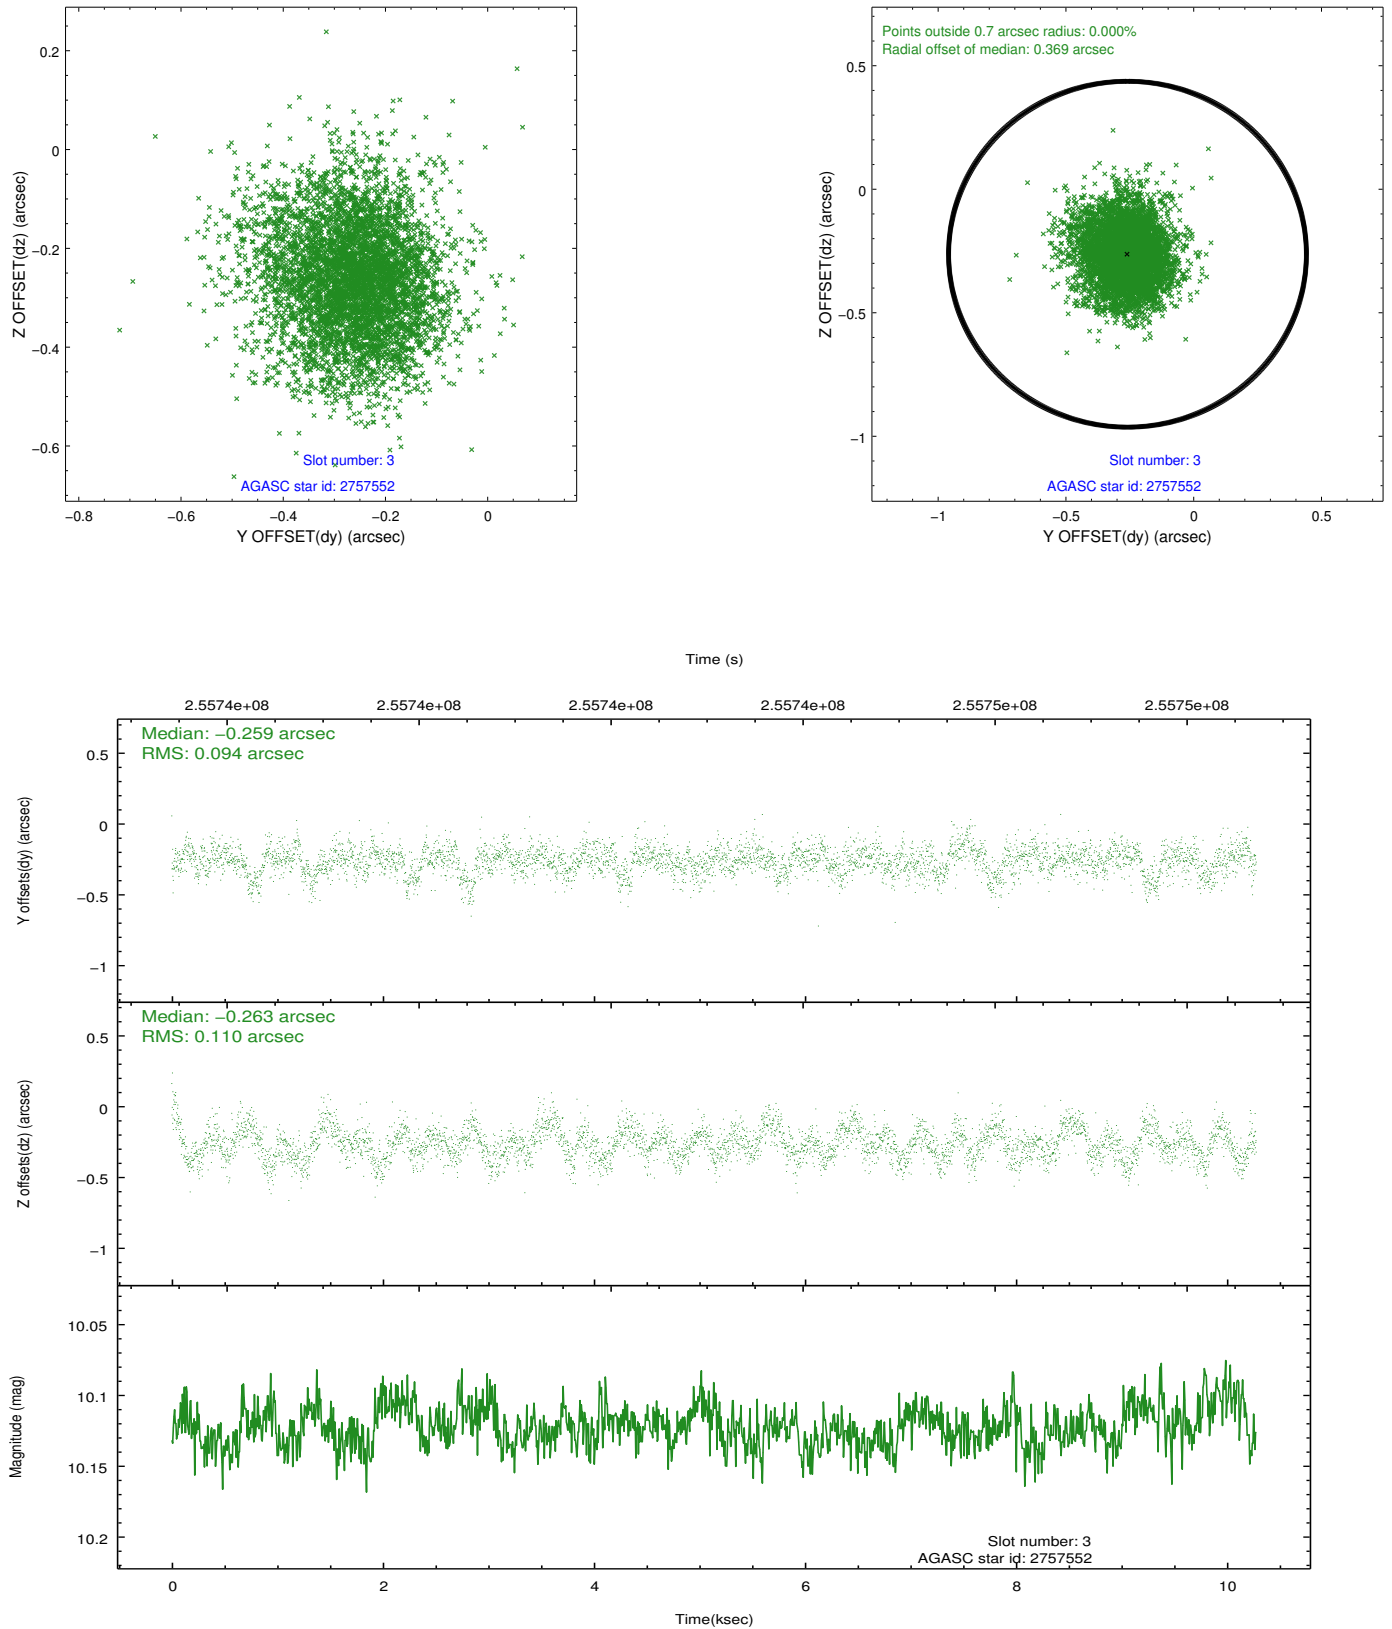 0.2
0
−0.2
−0.4
−0.6
−0.8
−0.6
−0.4
−0.2
0
Z OFFSET(dz) (arcsec)
Y OFFSET(dy) (arcsec)
Slot number: 3
AGASC star id: 2757552
Points outside 0.7 arcsec radius: 0.000%
Radial offset of median: 0.369 arcsec
0.5
0
−0.5
−1
−1
−0.5
0
0.5
Z OFFSET(dz) (arcsec)
Y OFFSET(dy) (arcsec)
Slot number: 3
AGASC star id: 2757552
Time (s)
2.5574e+08
2.5574e+08
2.5574e+08
2.5574e+08
2.5575e+08
2.5575e+08
Median: −0.259 arcsec
RMS: 0.094 arcsec
0.5
0
−0.5
−1
Y offsets(dy) (arcsec)
Median: −0.263 arcsec
RMS: 0.110 arcsec
0.5
0
−0.5
−1
Z offsets(dz) (arcsec)
10.05
10.1
10.15
10.2
Magnitude (mag)
Slot number: 3
AGASC star id: 2757552
0
2
4
6
8
10
Time(ksec)